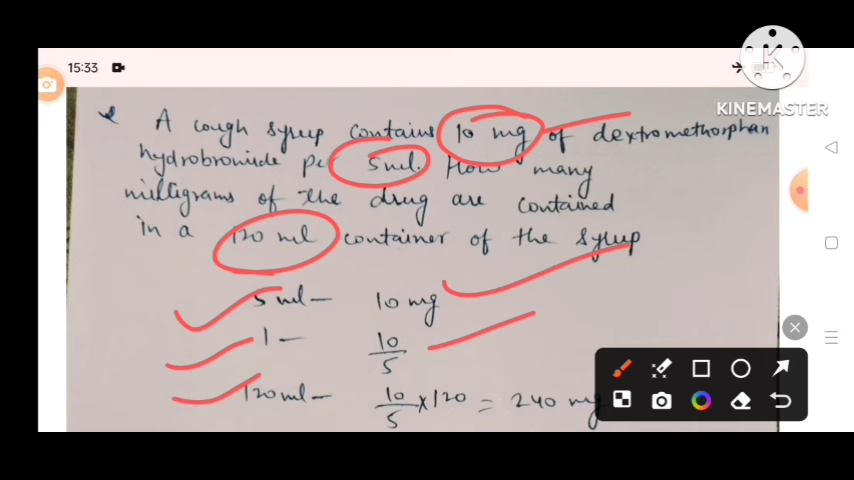 15:33
KINEMASTER
A cough syrup contains 10 mg of dextromethorphan
hydrobromide per 5ml. How many
milligrams of the drug are contained
in a 120 ml container of the syrup
5 ml — 10 mg
1 — 10/5
120ml — 10/5 x 120 = 240 mg